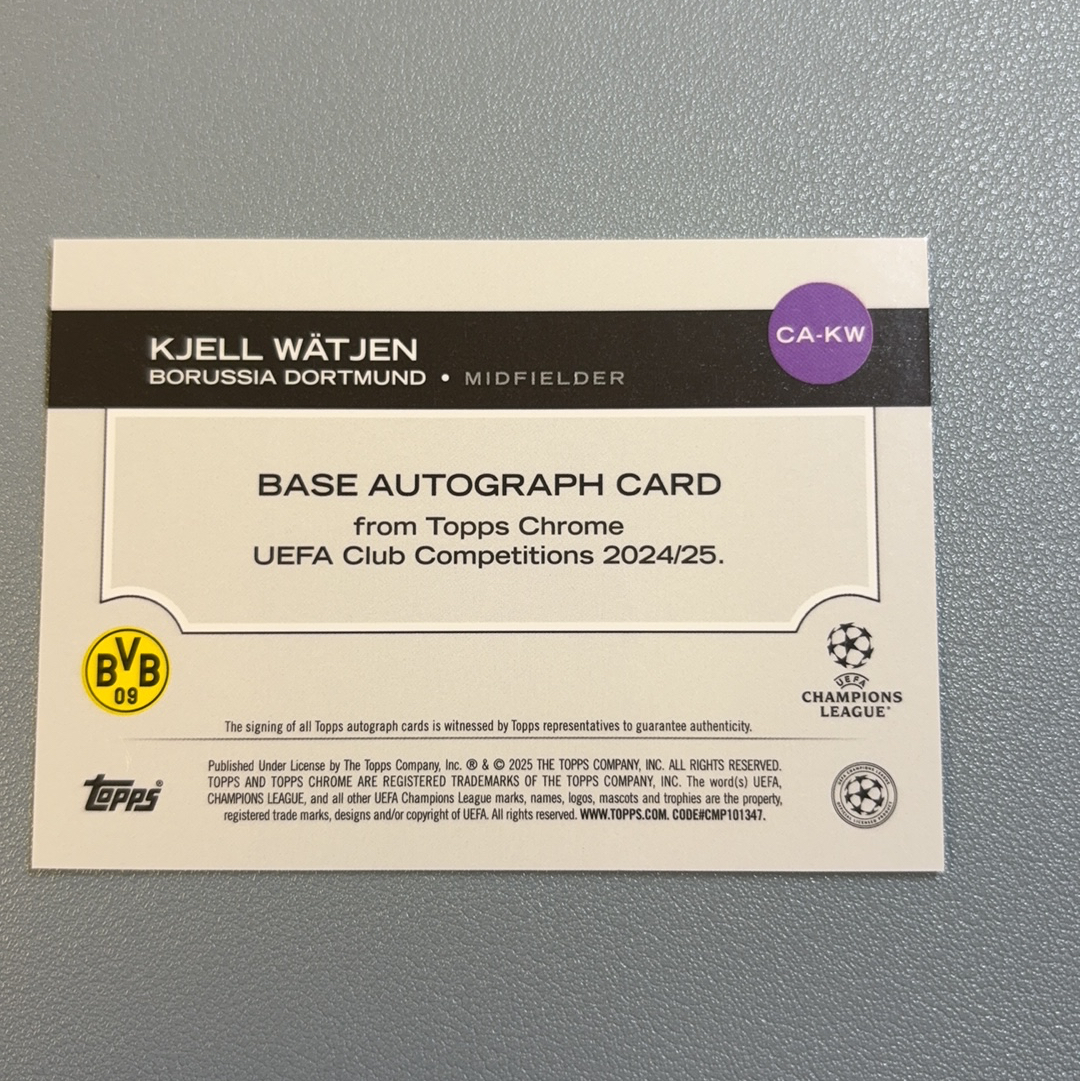 KJELL WÄTJEN
BORUSSIA DORTMUND • MIDFIELDER
CA-KW
BASE AUTOGRAPH CARD
from Topps Chrome
UEFA Club Competitions 2024/25.
BVB
09
UEFA
CHAMPIONS
LEAGUE®
The signing of all Topps autograph cards is witnessed by Topps representatives to guarantee authenticity.
Topps®
Published Under License by The Topps Company, Inc. ® & © 2025 THE TOPPS COMPANY, INC. ALL RIGHTS RESERVED.
TOPPS AND TOPPS CHROME ARE REGISTERED TRADEMARKS OF THE TOPPS COMPANY, INC. The word(s) UEFA,
CHAMPIONS LEAGUE, and all other UEFA Champions League marks, names, logos, mascots and trophies are the property,
registered trade marks, designs and/or copyright of UEFA. All rights reserved. WWW.TOPPS.COM. CODE#CMP101347.